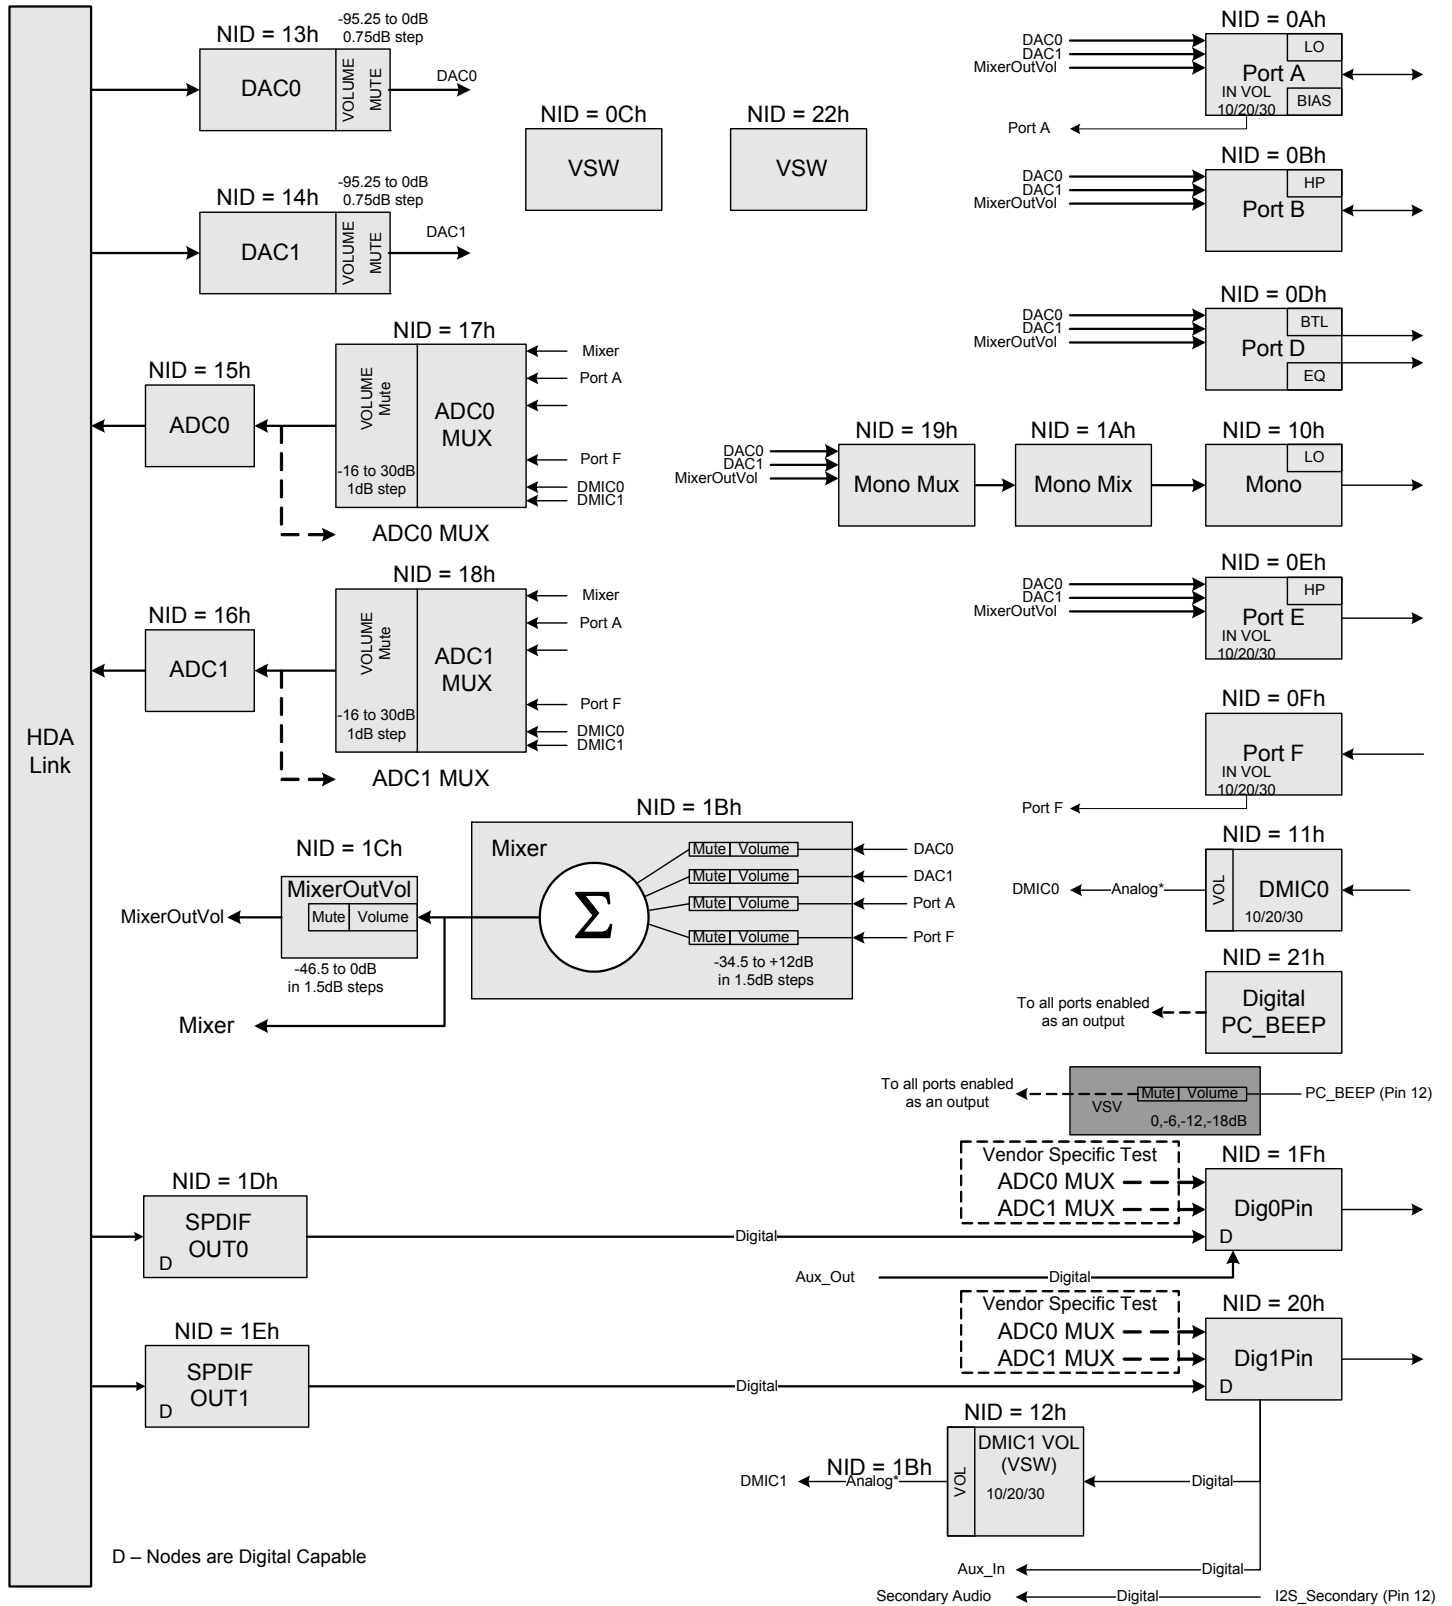 HDA
Link
NID = 13h
-95.25 to 0dB
0.75dB step
DAC0
VOLUME
MUTE
DAC0
NID = 14h
-95.25 to 0dB
0.75dB step
DAC1
VOLUME
MUTE
DAC1
NID = 0Ch
VSW
NID = 22h
VSW
NID = 0Ah
DAC0
DAC1
MixerOutVol
LO
Port A
IN VOL
10/20/30
BIAS
Port A
NID = 0Bh
DAC0
DAC1
MixerOutVol
HP
Port B
NID = 0Dh
DAC0
DAC1
MixerOutVol
BTL
Port D
EQ
NID = 17h
VOLUME
Mute
-16 to 30dB
1dB step
ADC0
MUX
Mixer
Port A
Port F
DMIC0
DMIC1
NID = 15h
ADC0
ADC0 MUX
NID = 19h
DAC0
DAC1
MixerOutVol
Mono Mux
NID = 1Ah
Mono Mix
NID = 10h
LO
Mono
NID = 18h
VOLUME
Mute
-16 to 30dB
1dB step
ADC1
MUX
Mixer
Port A
Port F
DMIC0
DMIC1
NID = 16h
ADC1
ADC1 MUX
NID = 0Eh
DAC0
DAC1
MixerOutVol
HP
Port E
IN VOL
10/20/30
NID = 0Fh
Port F
IN VOL
10/20/30
Port F
NID = 1Bh
Mixer
Σ
Mute Volume
DAC0
Mute Volume
DAC1
Mute Volume
Port A
Mute Volume
Port F
-34.5 to +12dB
in 1.5dB steps
NID = 1Ch
MixerOutVol
Mute Volume
MixerOutVol
-46.5 to 0dB
in 1.5dB steps
Mixer
NID = 11h
DMIC0
Analog*
VOL
DMIC0
10/20/30
NID = 21h
To all ports enabled
as an output
Digital
PC_BEEP
To all ports enabled
as an output
VSV
Mute Volume
0,-6,-12,-18dB
PC_BEEP (Pin 12)
NID = 1Dh
SPDIF
OUT0
D
Digital
Vendor Specific Test
ADC0 MUX
ADC1 MUX
NID = 1Fh
Dig0Pin
D
Aux_Out
Digital
NID = 1Eh
SPDIF
OUT1
D
Digital
Vendor Specific Test
ADC0 MUX
ADC1 MUX
NID = 20h
Dig1Pin
D
NID = 12h
DMIC1 VOL
(VSW)
VOL
10/20/30
NID = 1Bh
DMIC1
Analog*
Digital
D – Nodes are Digital Capable
Aux_In
Digital
Secondary Audio
Digital
I2S_Secondary (Pin 12)